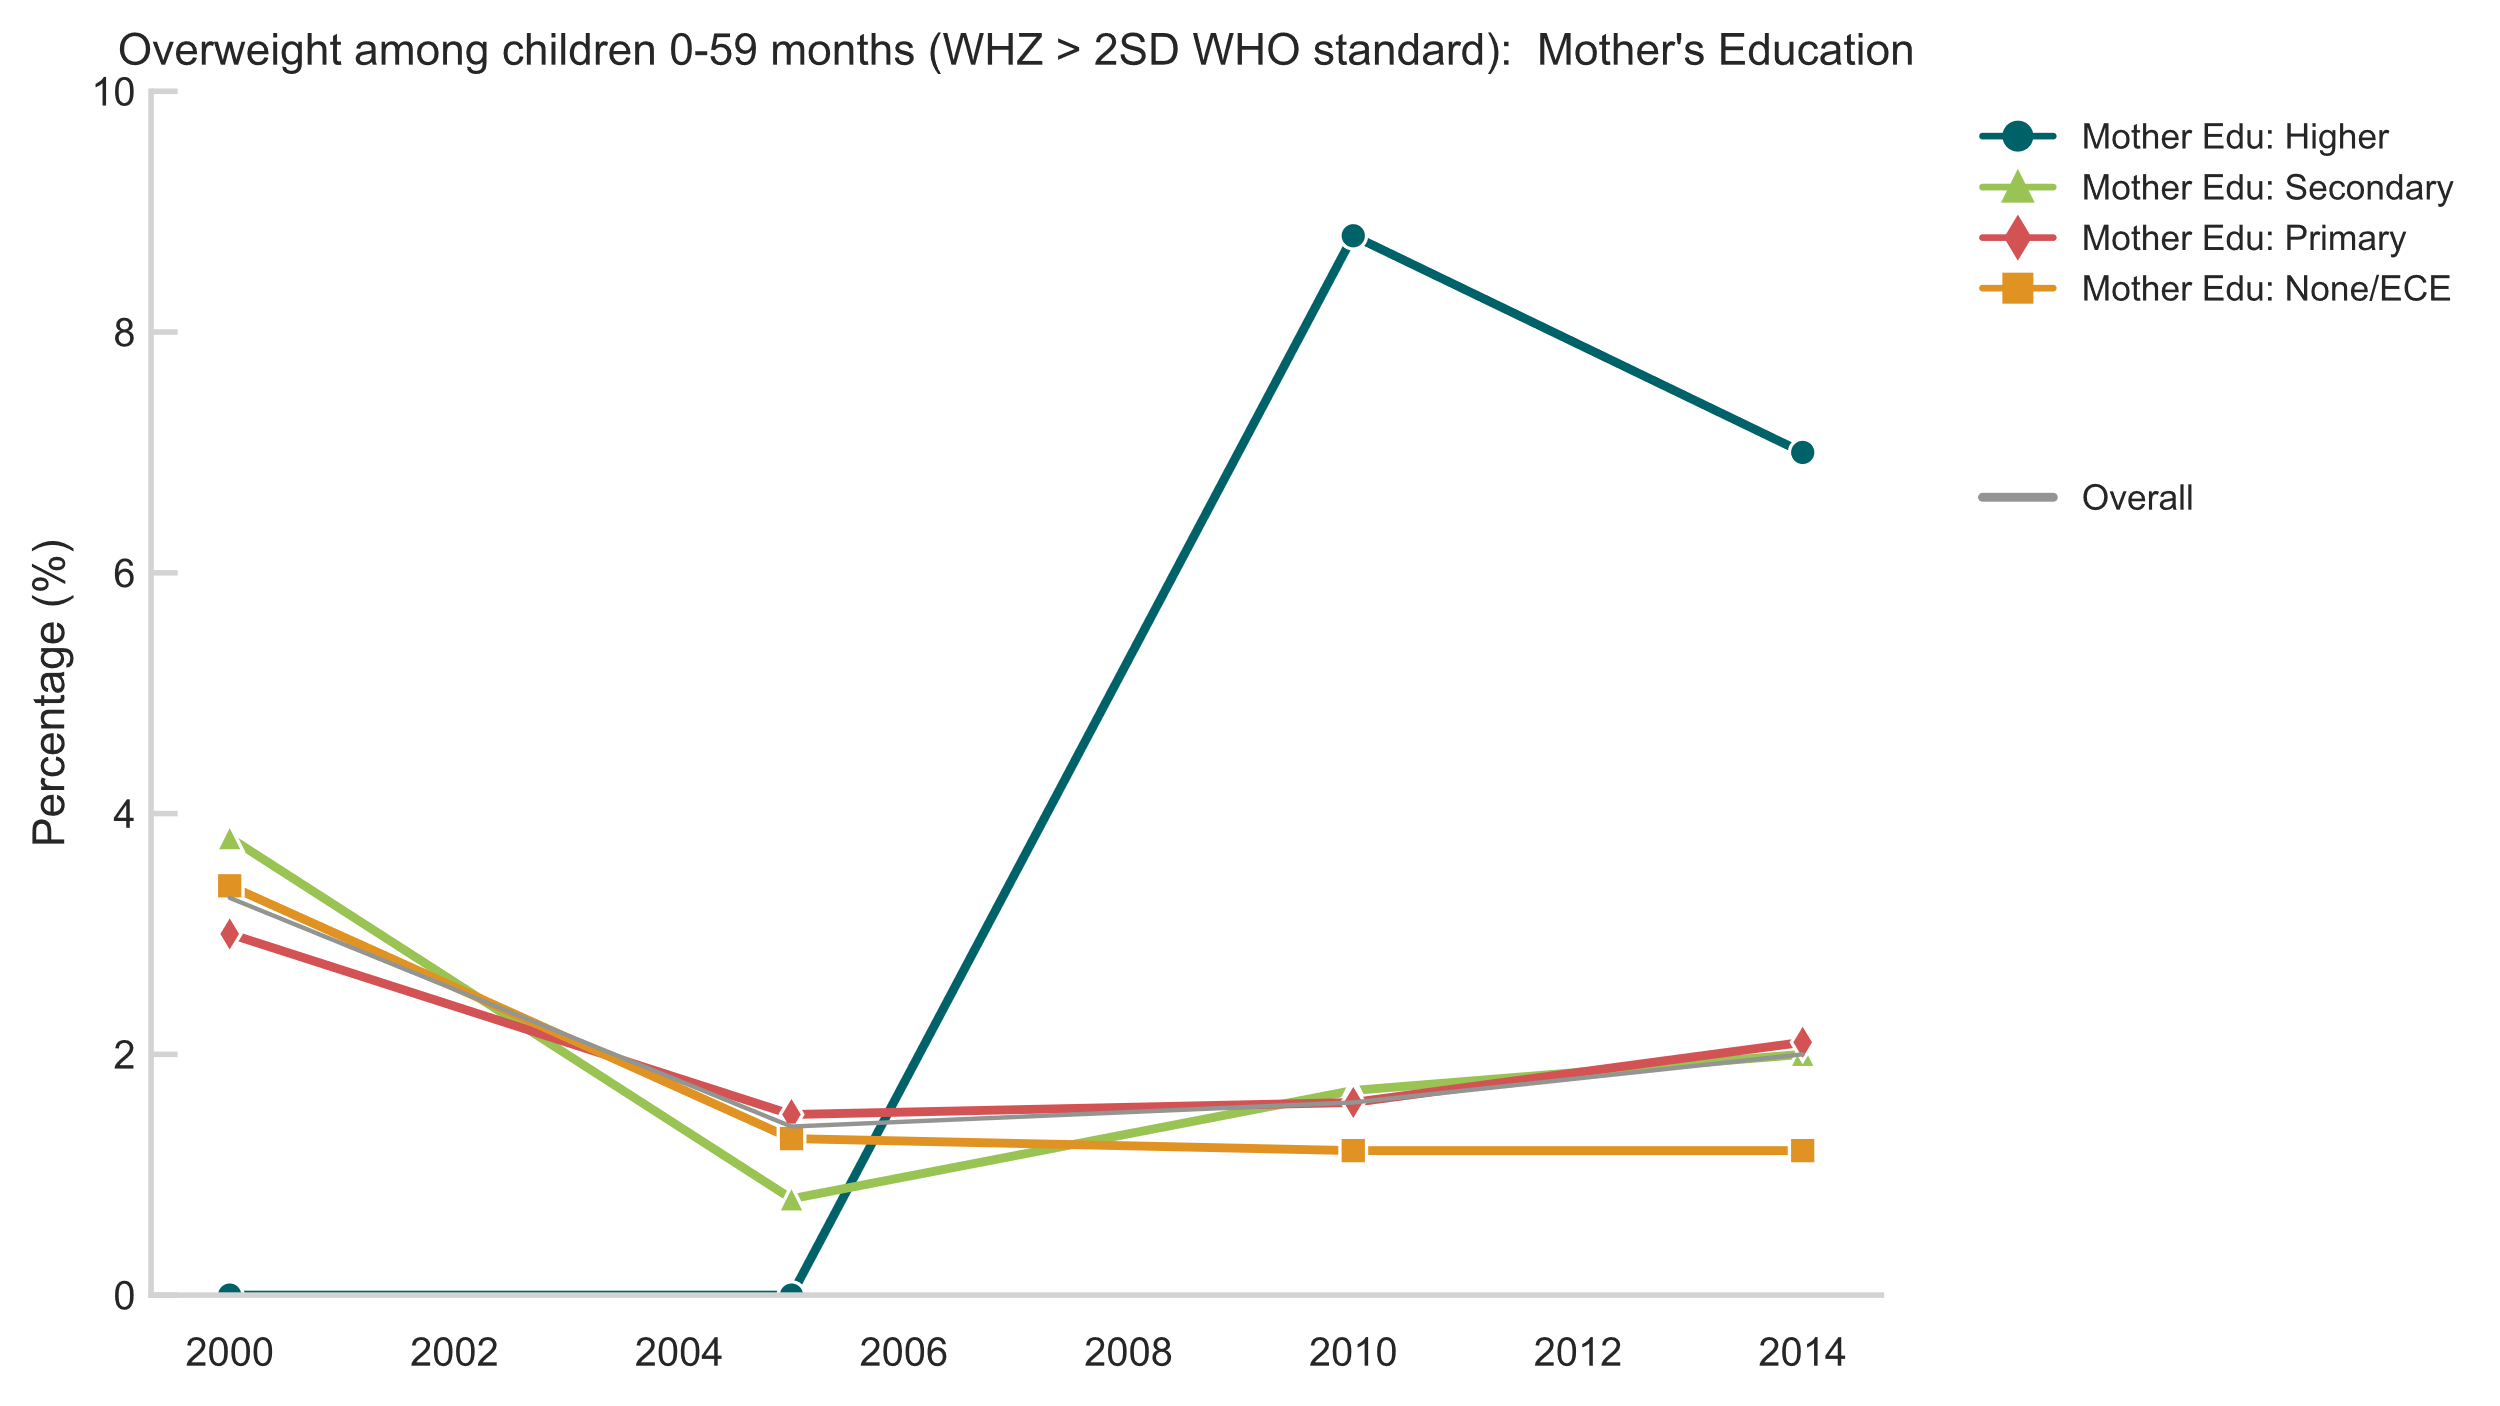 Overweight among children 0-59 months (WHZ > 2SD WHO standard):  Mother's Education
Percentage (%)
10
8
6
4
2
0
2000 2002 2004 2006 2008 2010 2012 2014
Mother Edu: Higher
Mother Edu: Secondary
Mother Edu: Primary
Mother Edu: None/ECE
Overall